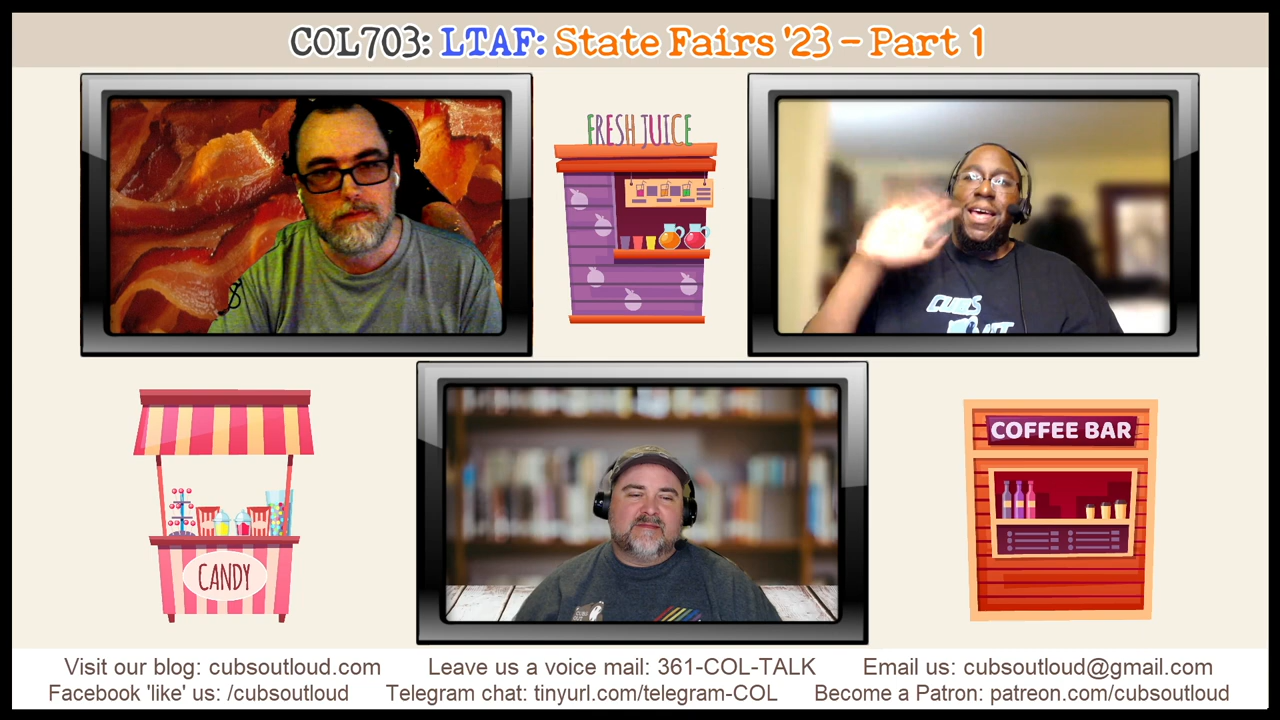 COL703: LTAF: State Fairs '23 - Part 1
FRESH JUICE
CUBS
CANDY
COFFEE BAR
Visit our blog: cubsoutloud.com Leave us a voice mail: 361-COL-TALK Email us: cubsoutloud@gmail.com
Facebook 'like' us: /cubsoutloud Telegram chat: tinyurl.com/telegram-COL Become a Patron: patreon.com/cubsoutloud